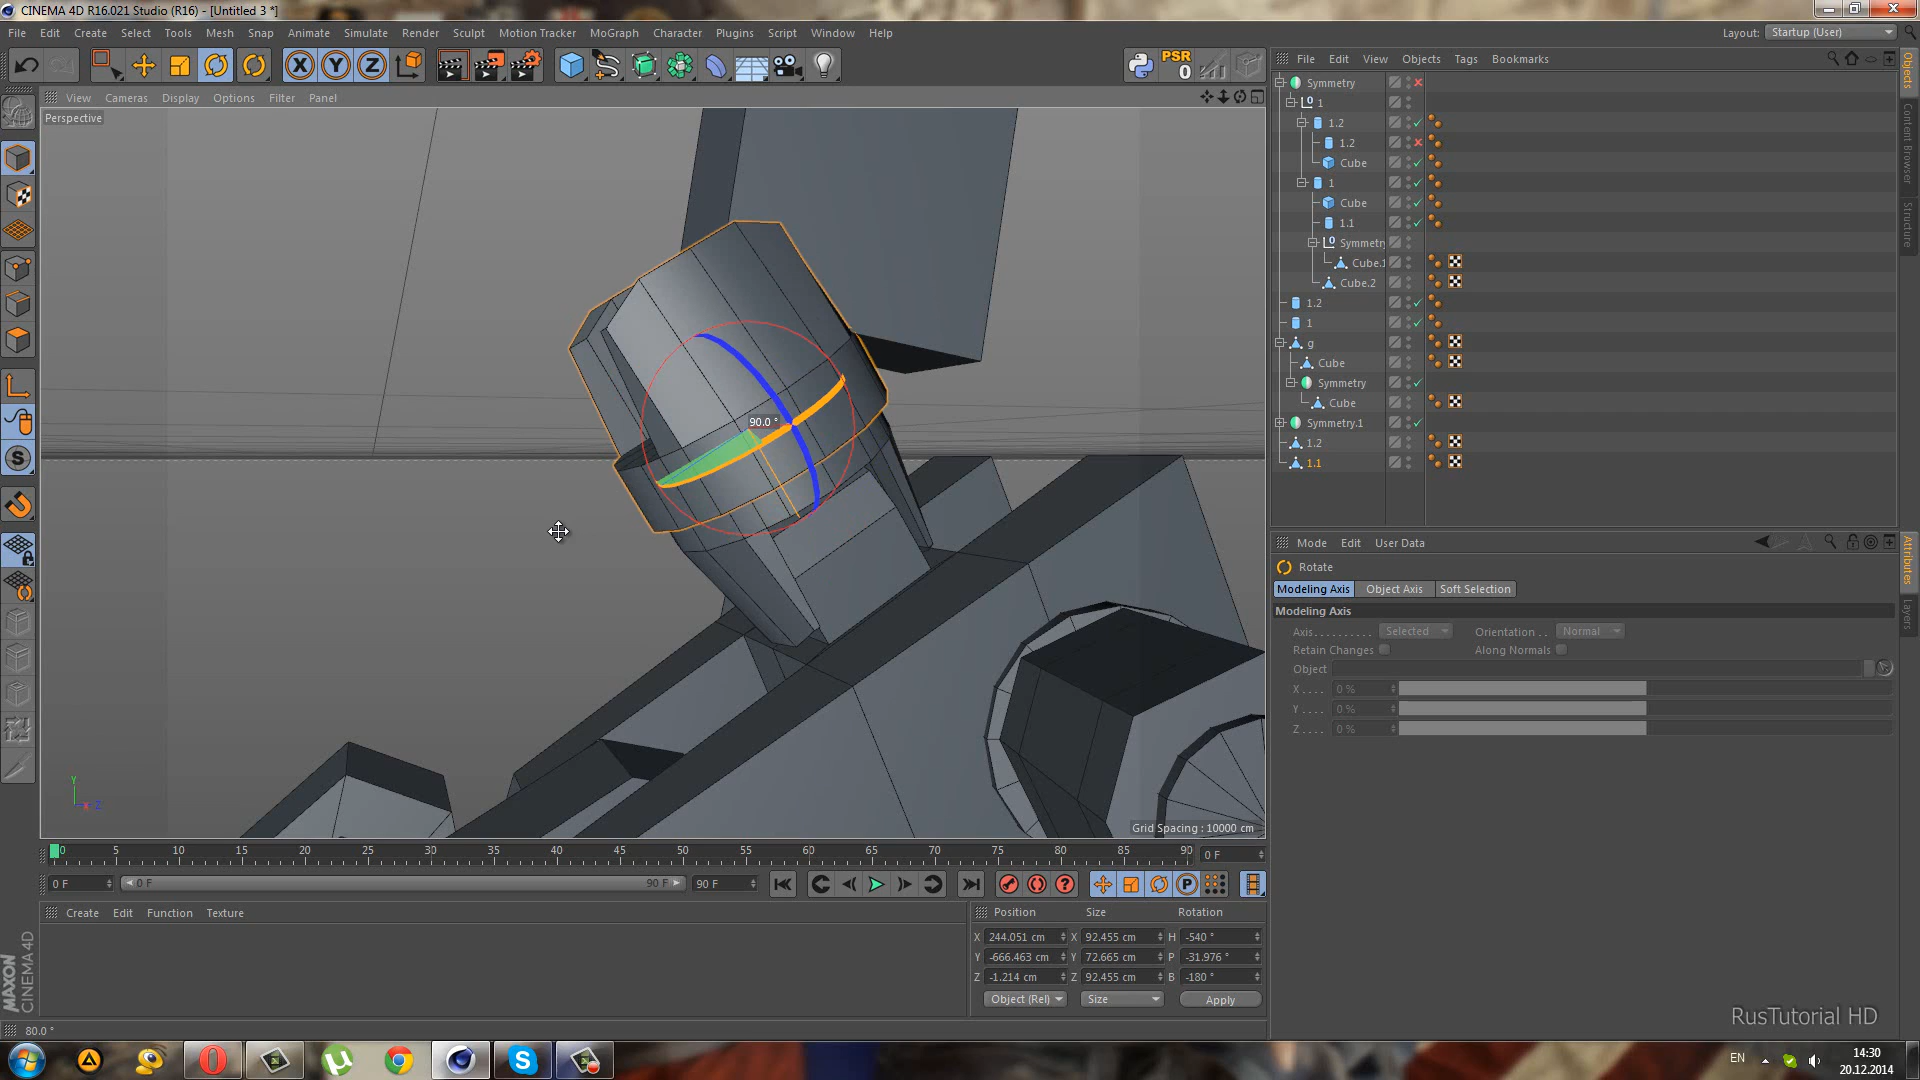 CINEMA 4D R16.021 Studio (R16) - [Untitled 3 *]
File Edit Create Select Tools Mesh Snap Animate Simulate Render Sculpt Motion Tracker MoGraph Character Plugins Script Window Help
Layout: Startup (User)
X Y Z PSR 0
View Cameras Display Options Filter Panel
File Edit View Objects Tags Bookmarks
Perspective
Symmetry
1
1.2
1.2
Cube
1
Cube
1.1
Symmetry
Cube.1
Cube.2
1.2
1
g
Cube
Symmetry
Cube
Symmetry.1
1.2
1.1
Objects
Content Browser
Structure
90.0 °
Mode Edit User Data
Rotate
Modeling Axis Object Axis Soft Selection
Modeling Axis
Axis.......... Selected Orientation.. Normal
Retain Changes Along Normals
Object
X.... 0 %
Y.... 0 %
Z.... 0 %
Attributes
Layers
Y
X Z
Grid Spacing : 10000 cm
0 5 10 15 20 25 30 35 40 45 50 55 60 65 70 75 80 85 90 0 F
0 F 0 F 90 F 90 F
Create Edit Function Texture
Position Size Rotation
X 244.051 cm X 92.455 cm H -540 °
Y -666.463 cm Y 72.665 cm P -31.976 °
Z -1.214 cm Z 92.455 cm B -180 °
Object (Rel) Size Apply
MAXON
CINEMA 4D
RusTutorial HD
80.0 °
EN
14:30
20.12.2014